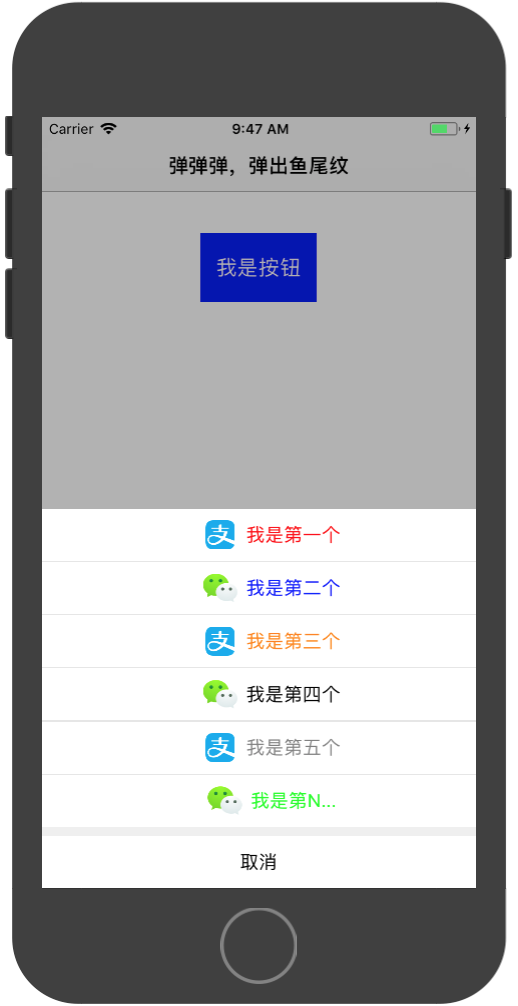 Carrier 9:47 AM
弹弹弹，弹出鱼尾纹
我是按钮
支 我是第一个
我是第二个
支 我是第三个
我是第四个
支 我是第五个
我是第N...
取消